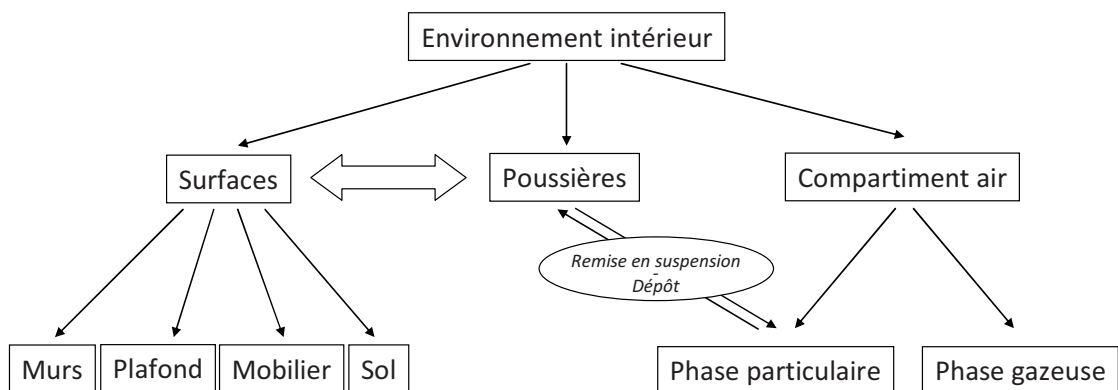 Environnement intérieur
Surfaces
Poussières
Compartiment air
Remise en suspension
-
Dépôt
Murs
Plafond
Mobilier
Sol
Phase particulaire
Phase gazeuse